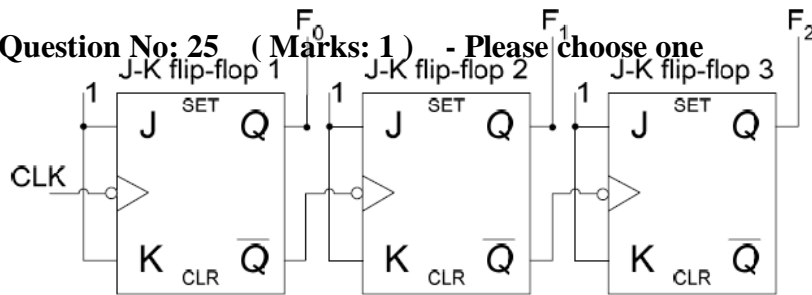 F0 F1 F2
Question No: 25 ( Marks: 1 ) - Please choose one
J-K flip-flop 1 J-K flip-flop 2 J-K flip-flop 3
1 1 1
SET SET SET
J Q J Q J Q
CLK
K Q̅ K Q̅ K Q̅
CLR CLR CLR